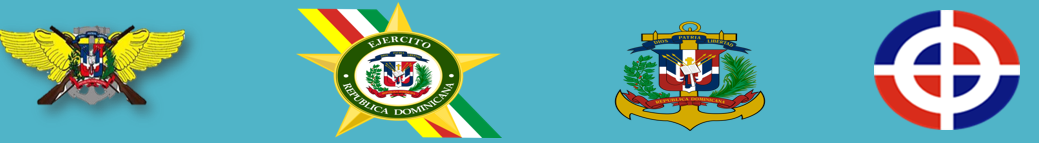 EJERCITO
REPUBLICA DOMINICANA
DIOS PATRIA LIBERTAD
REPUBLICA DOMINICANA